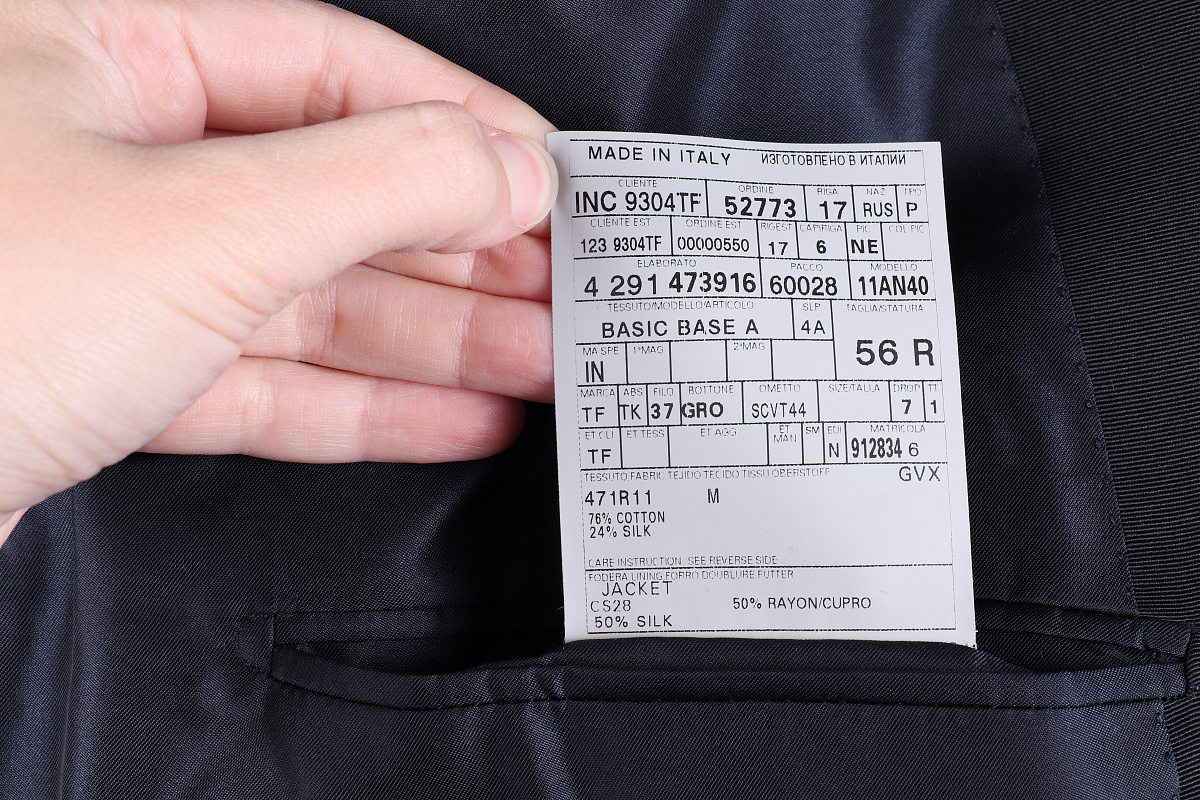 MADE IN ITALY ИЗГОТОВЛЕНО В ИТАЛИИ
CLIENTE ORDINE RIGA NAZ TPO
INC 9304TF 52773 17 RUS P
CLIENTE EST ORDINE EST RIGEST CAPIRIGA PIC COL PIC
123 9304TF 00000550 17 6 NE
ELABORATO PACCO MODELLO
4 291 473916 60028 11AN40
TESSUTO/MODELLO/ARTICOLO SLP TAGLIA/STATURA
BASIC BASE A 4A 56 R
MA SPE 1°MAG 2°MAG
IN
MARCA ABS FILO BOTTONE OMETTO SIZE/TALLA DROP TT
TF TK 37 GRO SCVT44 7 1
ET CLI ET TESS ET AGG ET MAN SM EDI MATRICOLA
TF N 912834 6
TESSUTO FABRIC TEJIDO TECIDO TISSU OBERSTOFF GVX
471R11 M
76% COTTON
24% SILK
CARE INSTRUCTION: SEE REVERSE SIDE
FODERA LINING FORRO DOUBLURE FUTTER
JACKET
CS28 50% RAYON/CUPRO
50% SILK